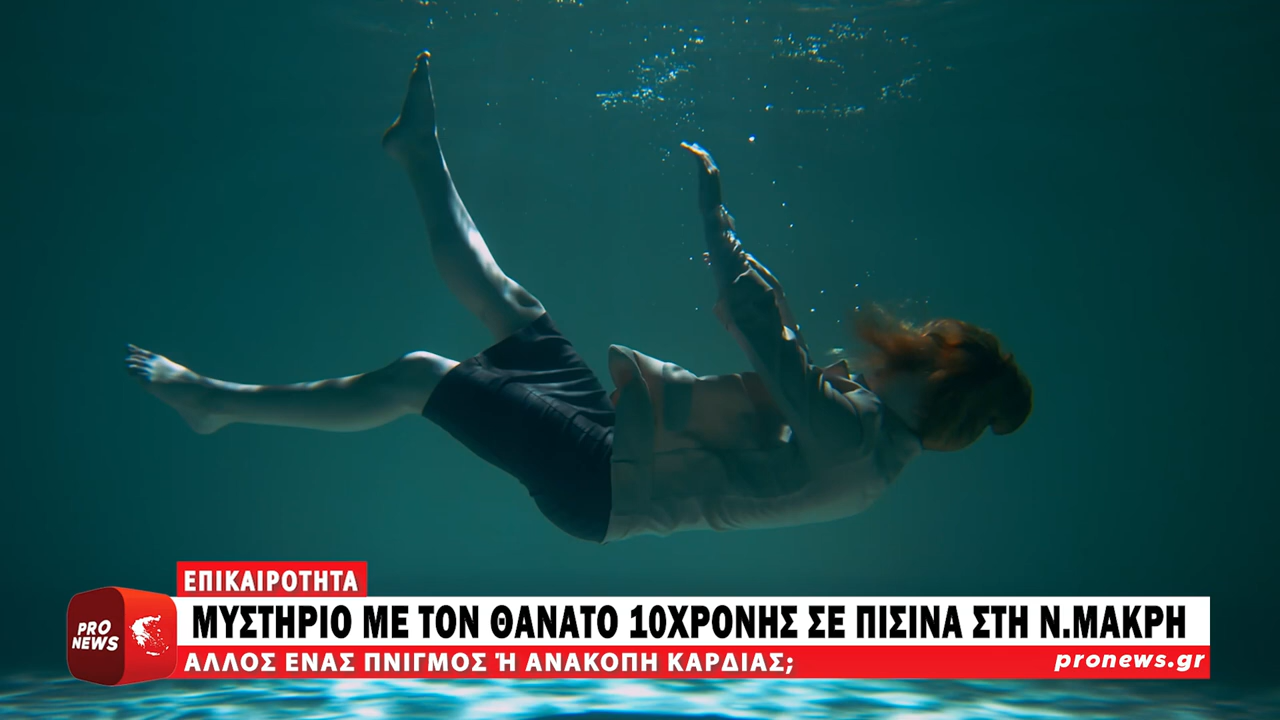 ΕΠΙΚΑΙΡΟΤΗΤΑ
PRO
NEWS
ΜΥΣΤΗΡΙΟ ΜΕ ΤΟΝ ΘΑΝΑΤΟ 10ΧΡΟΝΗΣ ΣΕ ΠΙΣΙΝΑ ΣΤΗ Ν.ΜΑΚΡΗ
ΑΛΛΟΣ ΕΝΑΣ ΠΝΙΓΜΟΣ Ή ΑΝΑΚΟΠΗ ΚΑΡΔΙΑΣ;
pronews.gr